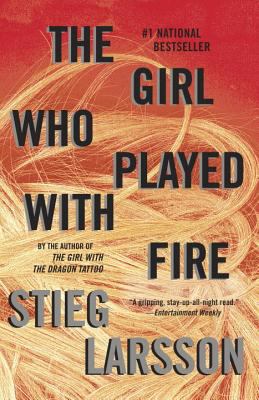 THE
#1 NATIONAL
BESTSELLER
GIRL
WHO
PLAYED
WITH
BY THE AUTHOR OF
THE GIRL WITH
THE DRAGON TATTOO
FIRE
STIEG
"A gripping, stay-up-all-night read."
Entertainment Weekly
LARSSON